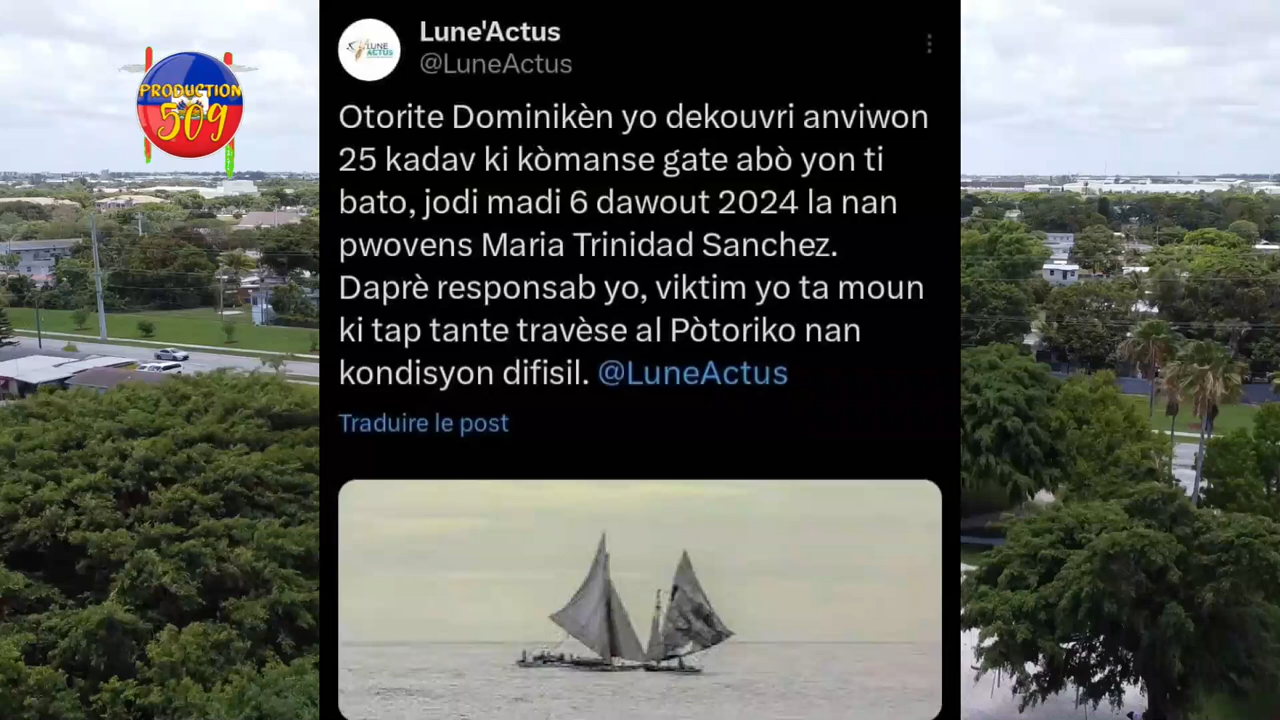 PRODUCTION
509
LUNE
ACTUS
Lune'Actus
@LuneActus
Otorite Dominikèn yo dekouvri anviwon
25 kadav ki kòmanse gate abò yon ti
bato, jodi madi 6 dawout 2024 la nan
pwovens Maria Trinidad Sanchez.
Daprè responsab yo, viktim yo ta moun
ki tap tante travèse al Pòtoriko nan
kondisyon difisil. @LuneActus
Traduire le post